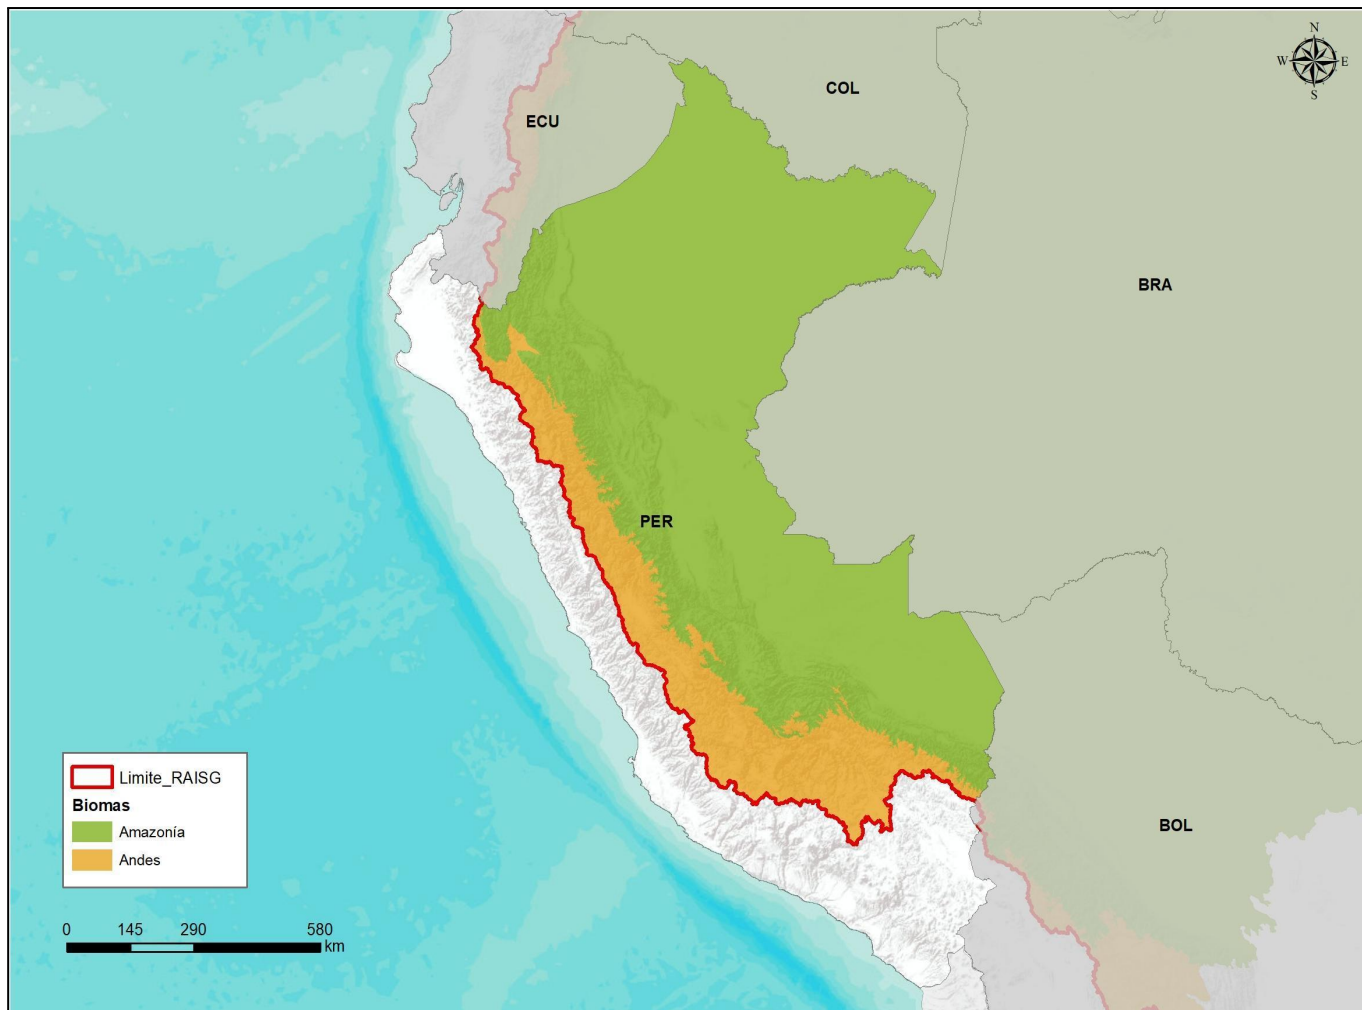 N
W E
S
COL
ECU
BRA
PER
BOL
Limite_RAISG
Biomas
Amazonía
Andes
0 145 290 580
km